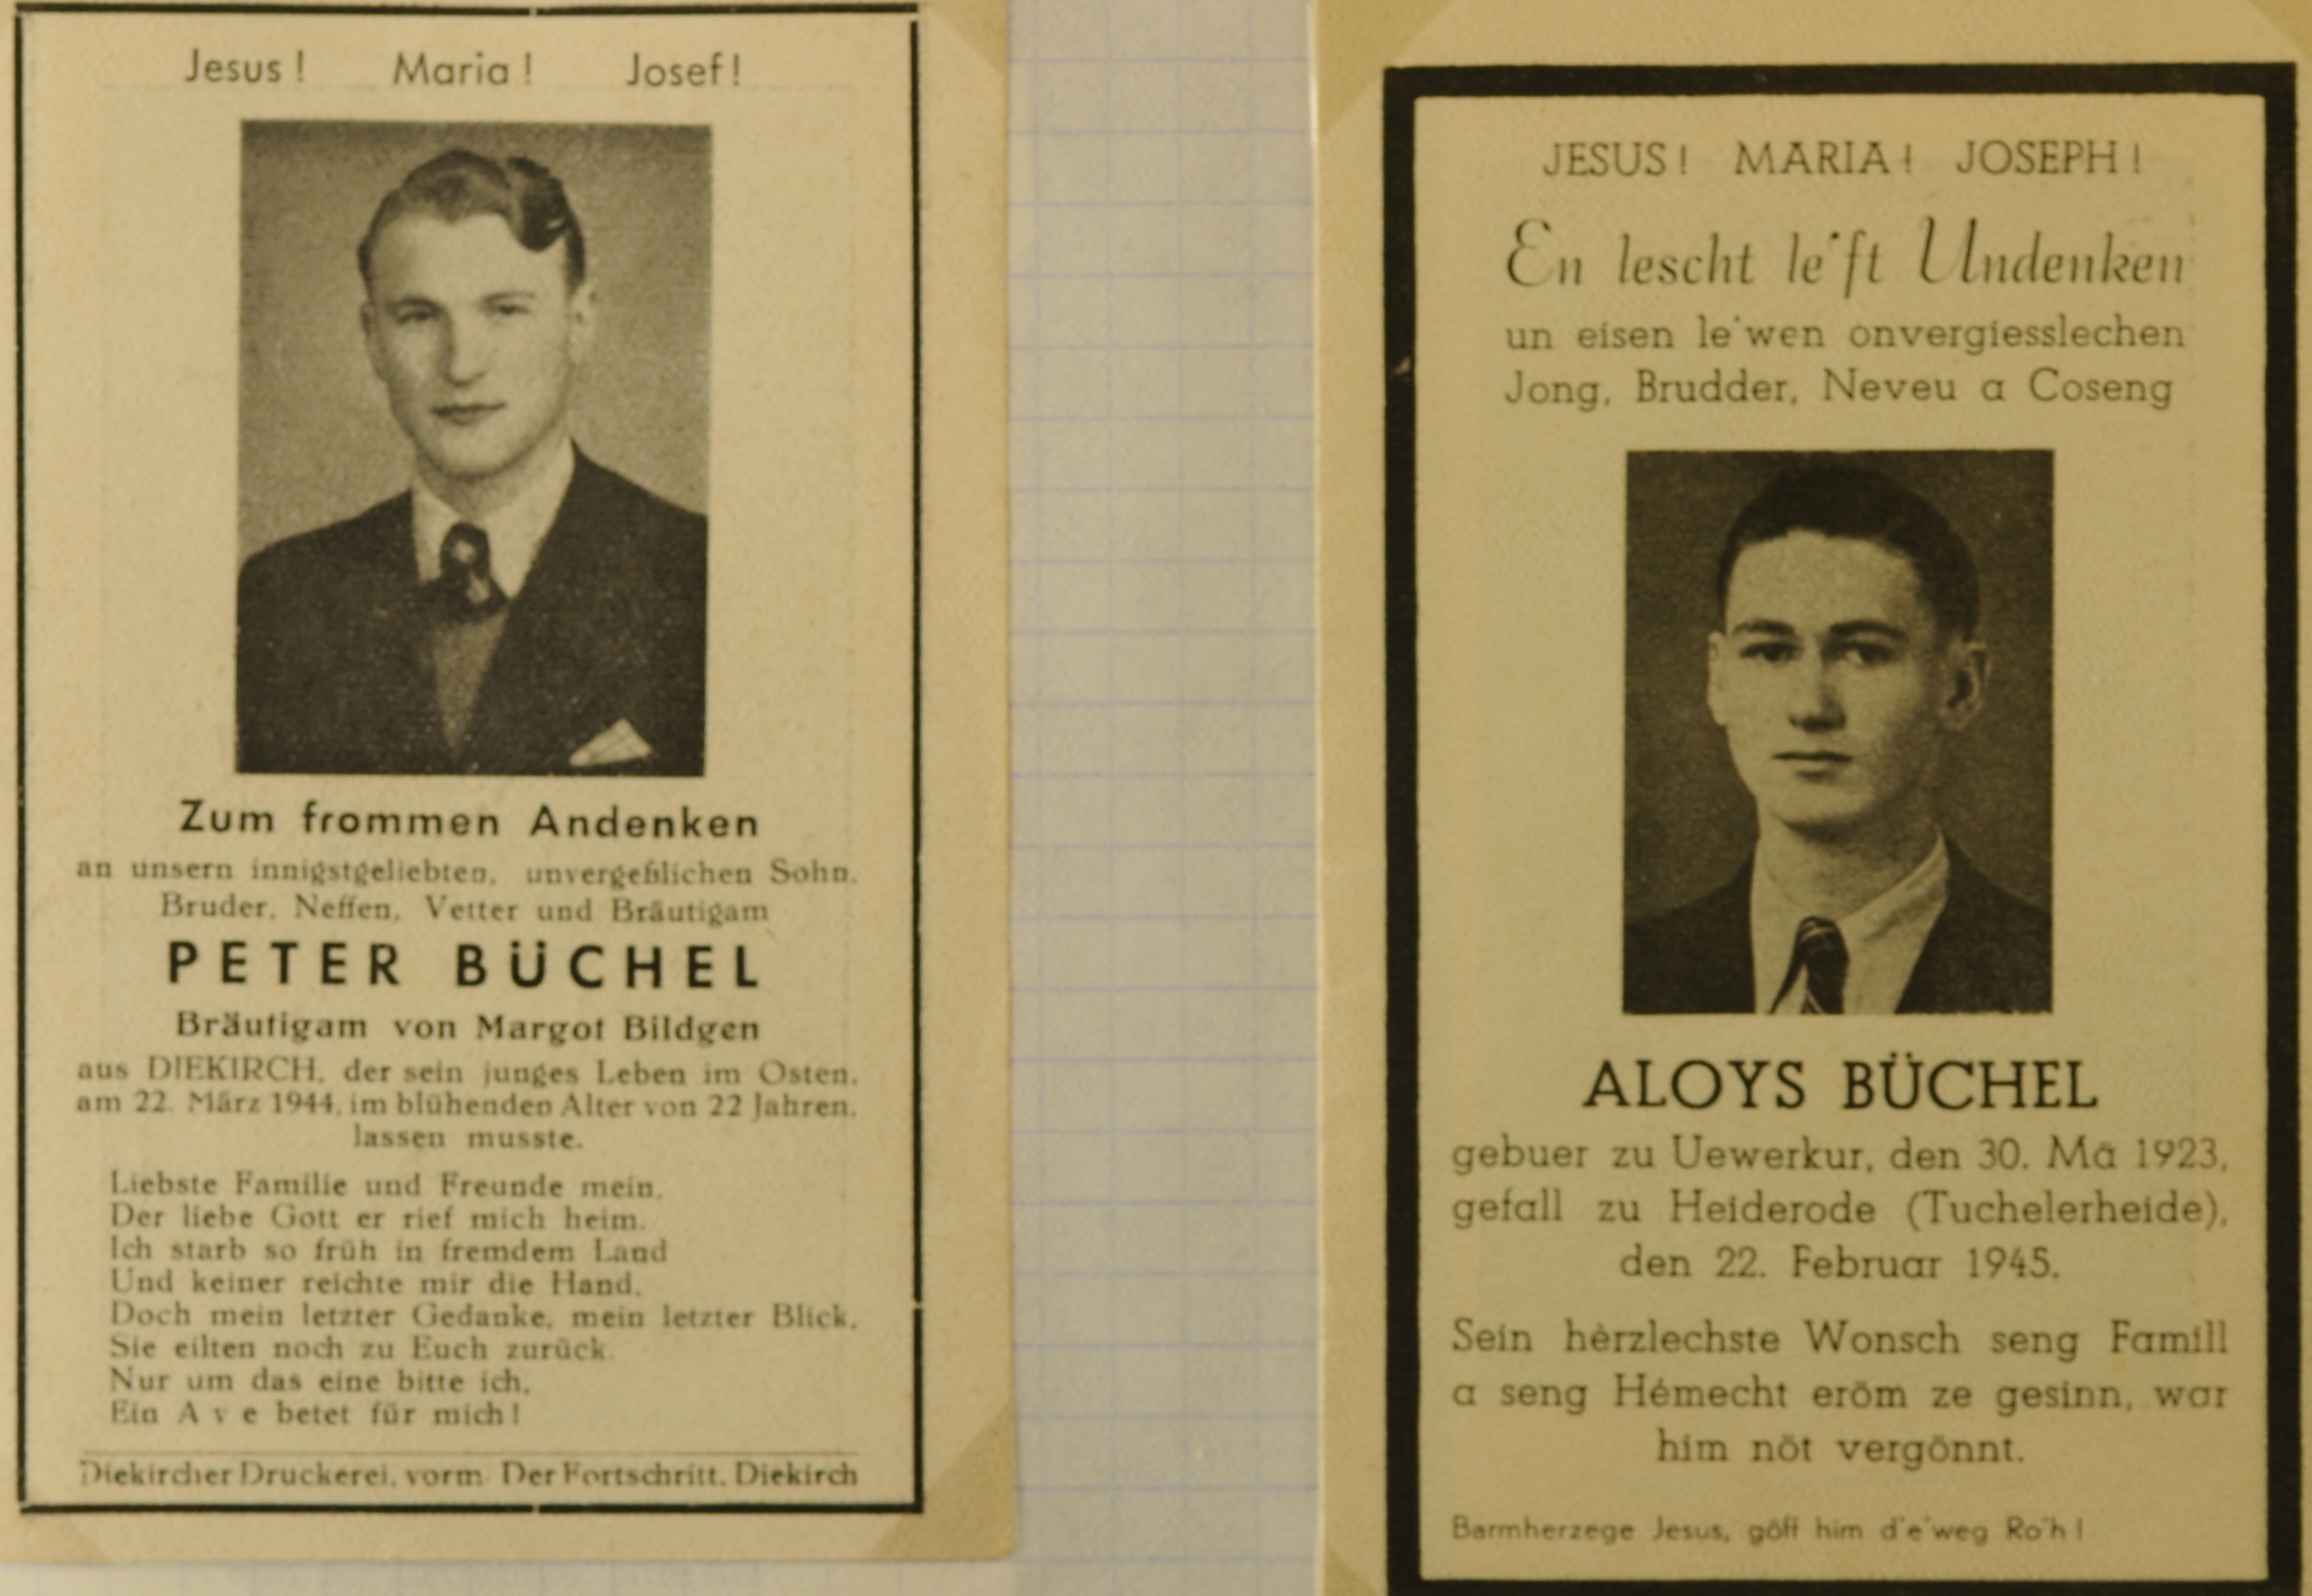 Jesus ! Maria ! Josef !
Zum frommen Andenken
an unsern innigstgeliebten, unvergeßlichen Sohn,
Bruder, Neffen, Vetter und Bräutigam
PETER BÜCHEL
Bräutigam von Margot Bildgen
aus DIEKIRCH, der sein junges Leben im Osten,
am 22. März 1944, im blühenden Alter von 22 Jahren,
lassen musste.
Liebste Familie und Freunde mein,
Der liebe Gott er rief mich heim.
Ich starb so früh in fremdem Land
Und keiner reichte mir die Hand.
Doch mein letzter Gedanke, mein letzter Blick,
Sie eilten noch zu Euch zurück.
Nur um das eine bitte ich,
Ein A v e betet für mich !
Diekircher Druckerei, vorm. Der Fortschritt, Diekirch
JESUS ! MARIA ! JOSEPH !
En lescht le'ft Undenken
un eisen le'wen onvergiesslechen
Jong, Brudder, Neveu a Coseng
ALOYS BÜCHEL
gebuer zu Uewerkur, den 30. Mä 1923,
gefall zu Heiderode (Tuchelerheide),
den 22. Februar 1945.
Sein hèrzlechste Wonsch seng Famill
a seng Hémecht eröm ze gesinn, war
him nöt vergönnt.
Barmherzege Jesus, göff him d'e'weg Ro'h !